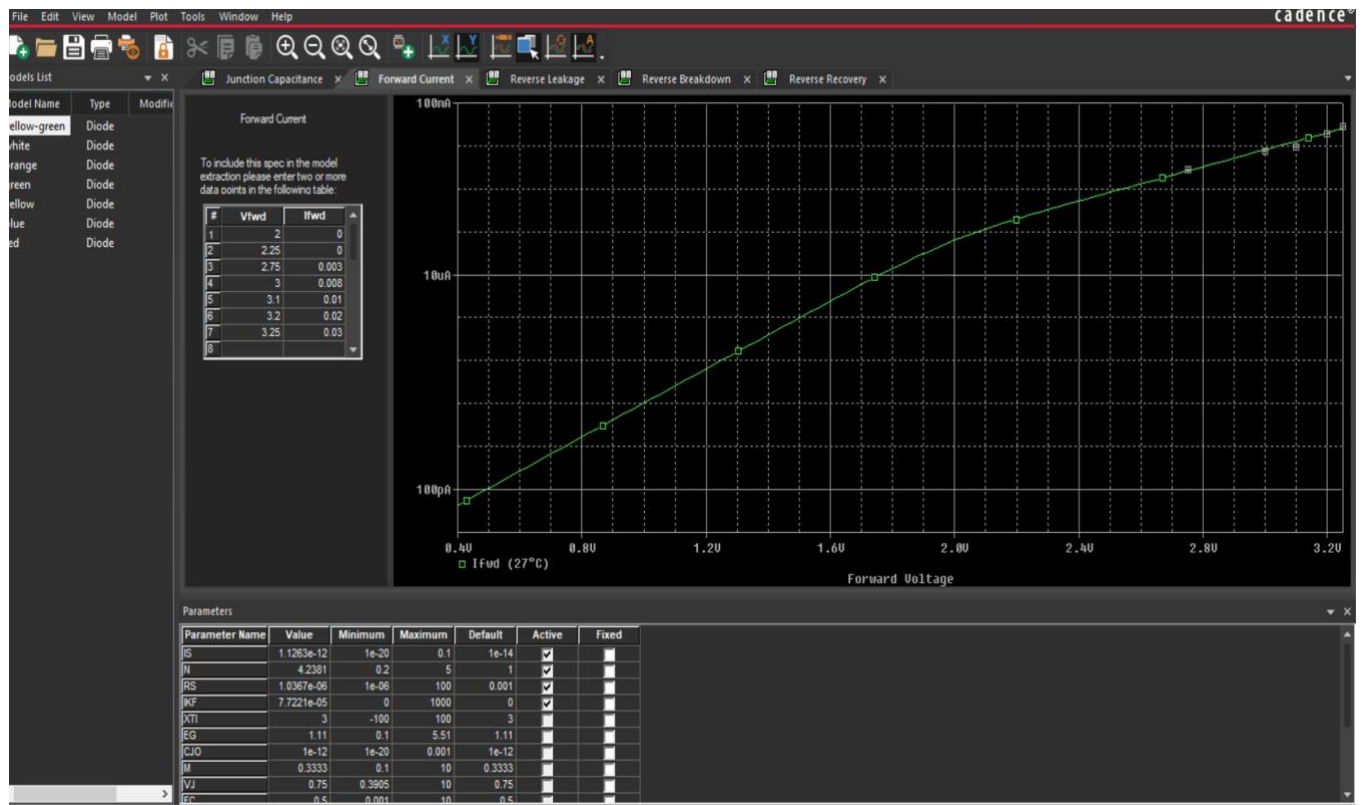 File Edit View Model Plot Tools Window Help
cadence®
odels List
Junction Capacitance Forward Current Reverse Leakage Reverse Breakdown Reverse Recovery
Model Name Type Modifie
ellow-green Diode
hite Diode
range Diode
reen Diode
ellow Diode
lue Diode
ed Diode
Forward Current
To include this spec in the model
extraction please enter two or more
data points in the following table:
# Vfwd Ifwd
1 2 0
2 2.25 0
3 2.75 0.003
4 3 0.008
5 3.1 0.01
6 3.2 0.02
7 3.25 0.03
8
100mA
10uA
100pA
0.4V 0.8V 1.2V 1.6V 2.0V 2.4V 2.8V 3.2V
Ifwd (27°C)
Forward Voltage
Parameters
Parameter Name Value Minimum Maximum Default Active Fixed
IS 1.1263e-12 1e-20 0.1 1e-14
N 4.2381 0.2 5 1
RS 1.0367e-06 1e-06 100 0.001
IKF 7.7221e-05 0 1000 0
XTI 3 -100 100 3
EG 1.11 0.1 5.51 1.11
CJO 1e-12 1e-20 0.001 1e-12
M 0.3333 0.1 10 0.3333
VJ 0.75 0.3905 10 0.75
FC 0.5 0.001 10 0.5